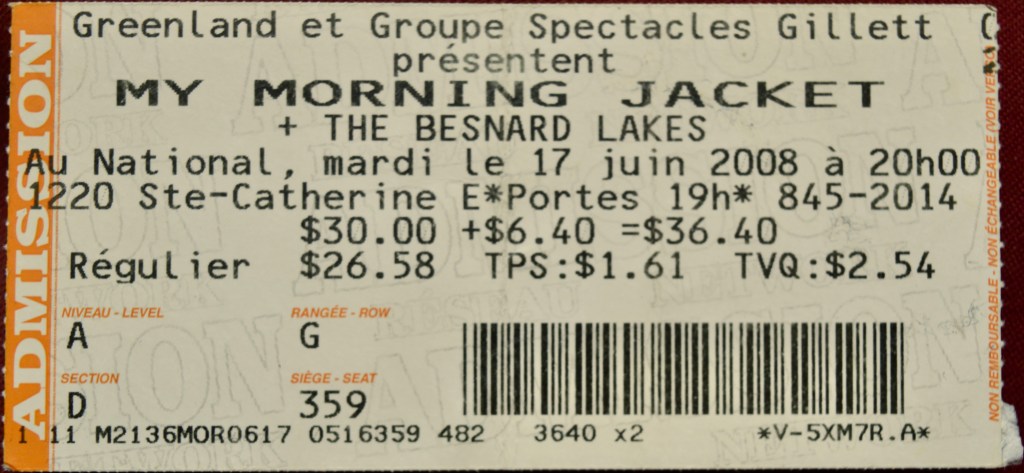 Greenland et Groupe Spectacles Gillett
présentent
MY MORNING JACKET
+ THE BESNARD LAKES
Au National, mardi le 17 juin 2008 à 20h00
1220 Ste-Catherine E*Portes 19h* 845-2014
$30.00 +$6.40 =$36.40
Régulier $26.58 TPS:$1.61 TVQ:$2.54
NIVEAU - LEVEL RANGÉE - ROW
A G
SECTION SIÈGE - SEAT
D 359
1 11 M2136MOR0617 0516359 482 3640 x2 *V-5XM7R.A*
ADMISSION
NON REMBOURSABLE - NON ÉCHANGEABLE (VOIR VERSO